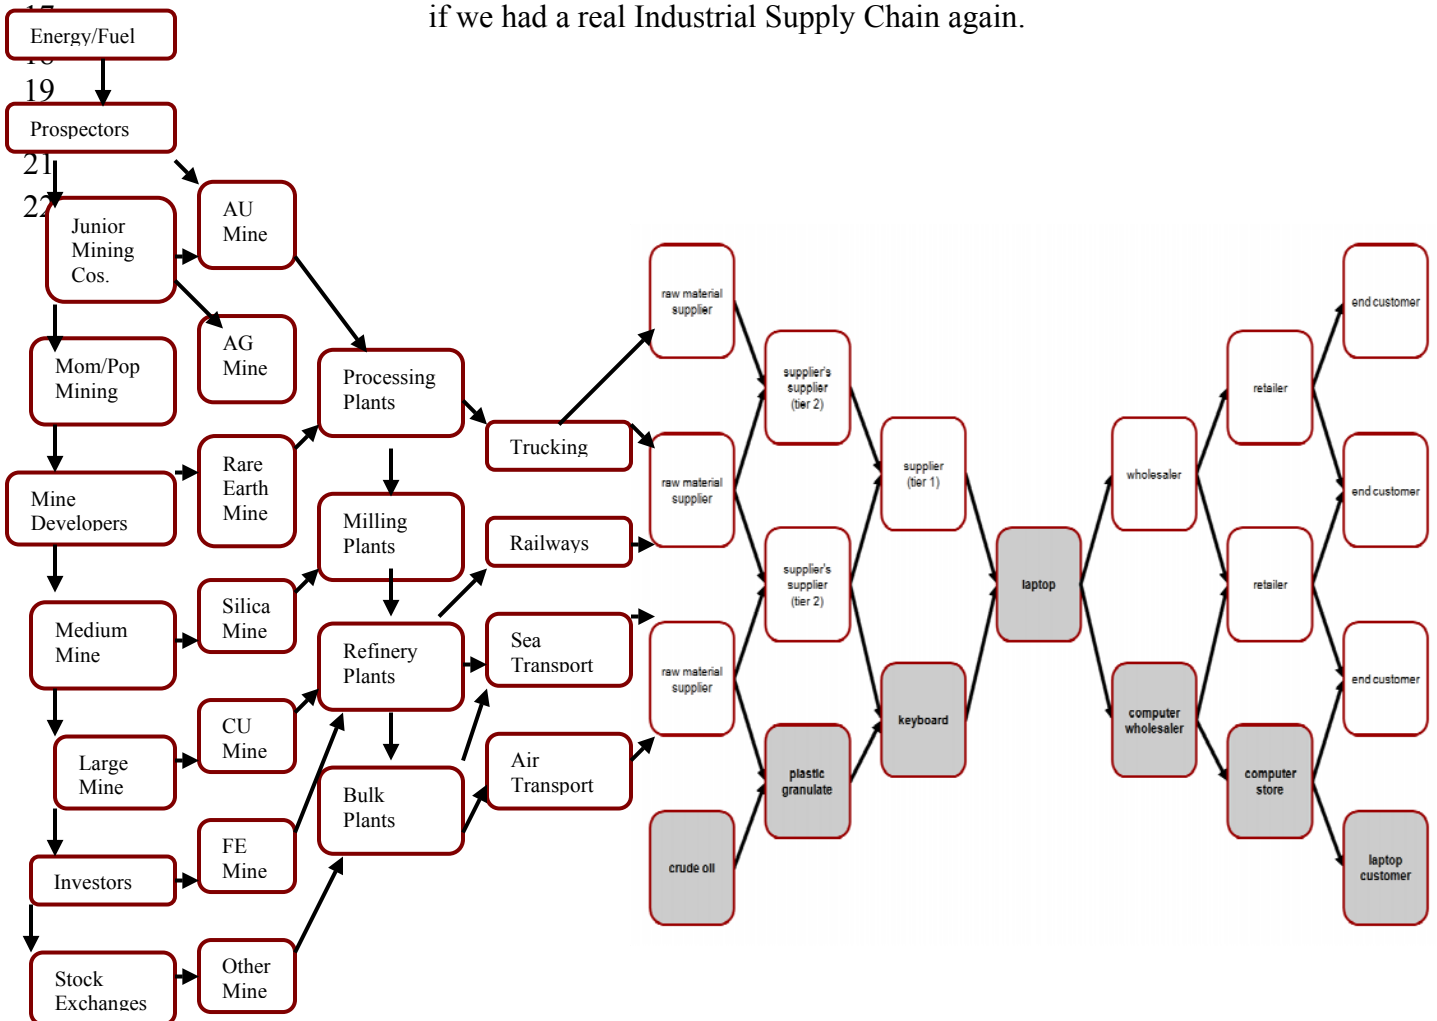 17
if we had a real Industrial Supply Chain again.
Energy/Fuel
18
19
Prospectors
21
22
Junior
Mining
Cos.
Mom/Pop
Mining
Mine
Developers
Medium
Mine
Large
Mine
Investors
Stock
Exchanges
AU
Mine
AG
Mine
Rare
Earth
Mine
Silica
Mine
CU
Mine
FE
Mine
Other
Mine
Processing
Plants
Milling
Plants
Refinery
Plants
Bulk
Plants
Trucking
Railways
Sea
Transport
Air
Transport
raw material
supplier
raw material
supplier
raw material
supplier
crude oil
supplier's
supplier
(tier 2)
supplier's
supplier
(tier 2)
plastic
granulate
supplier
(tier 1)
keyboard
laptop
wholesaler
computer
wholesaler
retailer
retailer
computer
store
end customer
end customer
end customer
laptop
customer